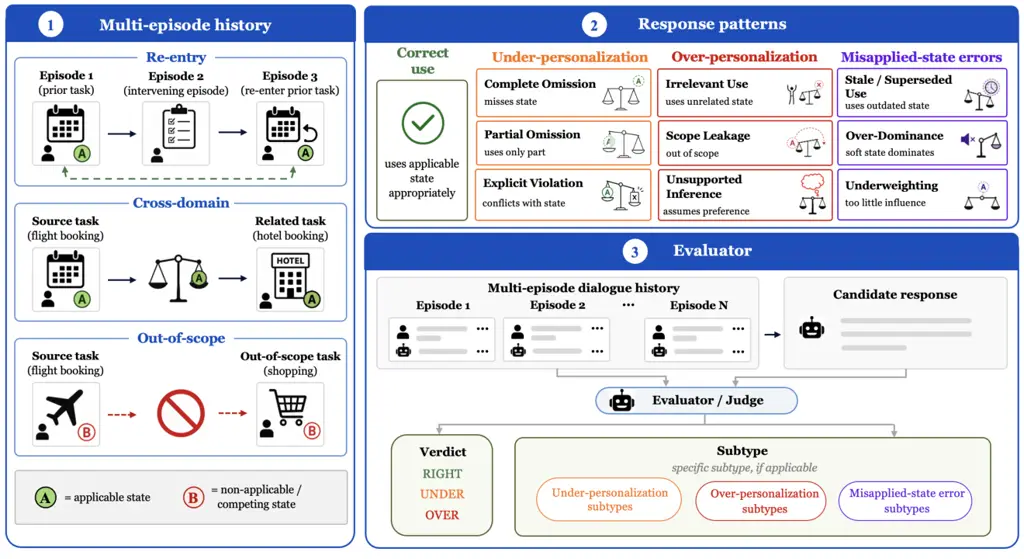 1 Multi-episode history
Re-entry
Episode 1 Episode 2 Episode 3
(prior task) (intervening episode) (re-enter prior task)
A A
Cross-domain
Source task Related task
(flight booking) (hotel booking)
HOTEL
A A A
Out-of-scope
Source task Out-of-scope task
(flight booking) (shopping)
B B
A = applicable state B = non-applicable /
competing state
2 Response patterns
Correct
use
uses applicable
state
appropriately
Under-personalization
Complete Omission
misses state
A
Partial Omission
uses only part
A
Explicit Violation
conflicts with state
A x
Over-personalization
Irrelevant Use
uses unrelated state
x
Scope Leakage
out of scope
A
Unsupported
Inference
assumes preference
Misapplied-state errors
Stale / Superseded
Use
uses outdated state
Over-Dominance
soft state dominates
Underweighting
too little influence
A
3 Evaluator
Multi-episode dialogue history
Episode 1 Episode 2 ... Episode N
Candidate response
Evaluator / Judge
Verdict
RIGHT
UNDER
OVER
Subtype
specific subtype, if applicable
Under-personalization
subtypes
Over-personalization
subtypes
Misapplied-state error
subtypes